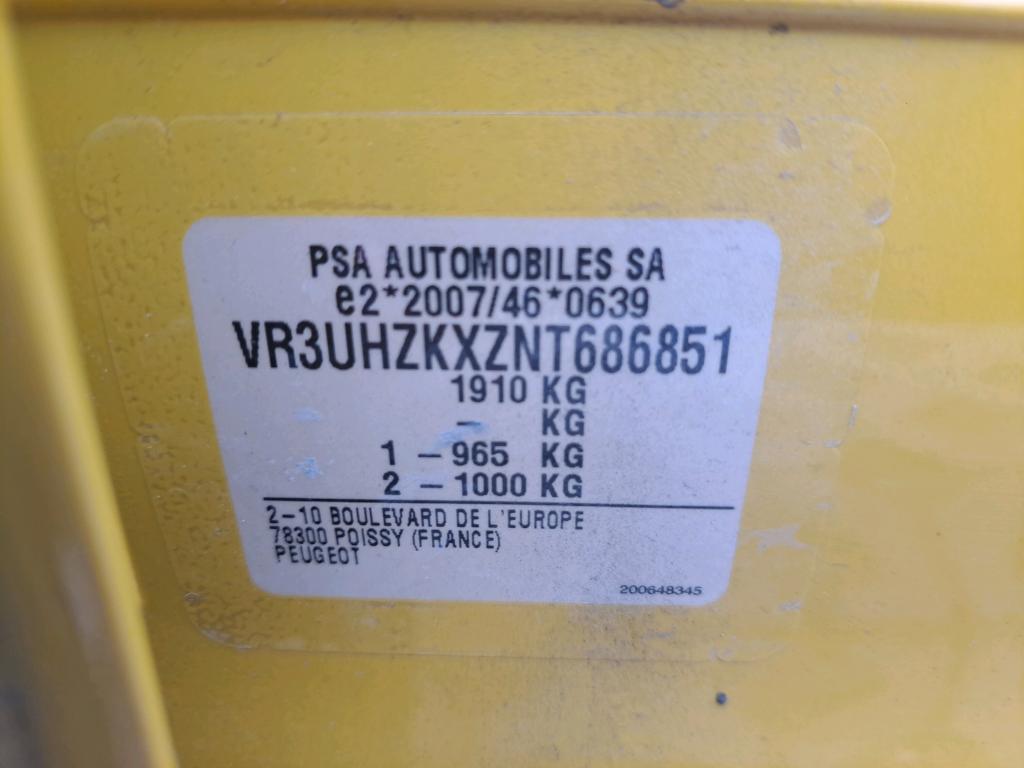 PSA AUTOMOBILES SA
e2*2007/46*0639
VR3UHZKXZNT686851
1910 KG
- KG
1 - 965 KG
2 - 1000 KG
2-10 BOULEVARD DE L'EUROPE
78300 POISSY (FRANCE)
PEUGEOT
200648345